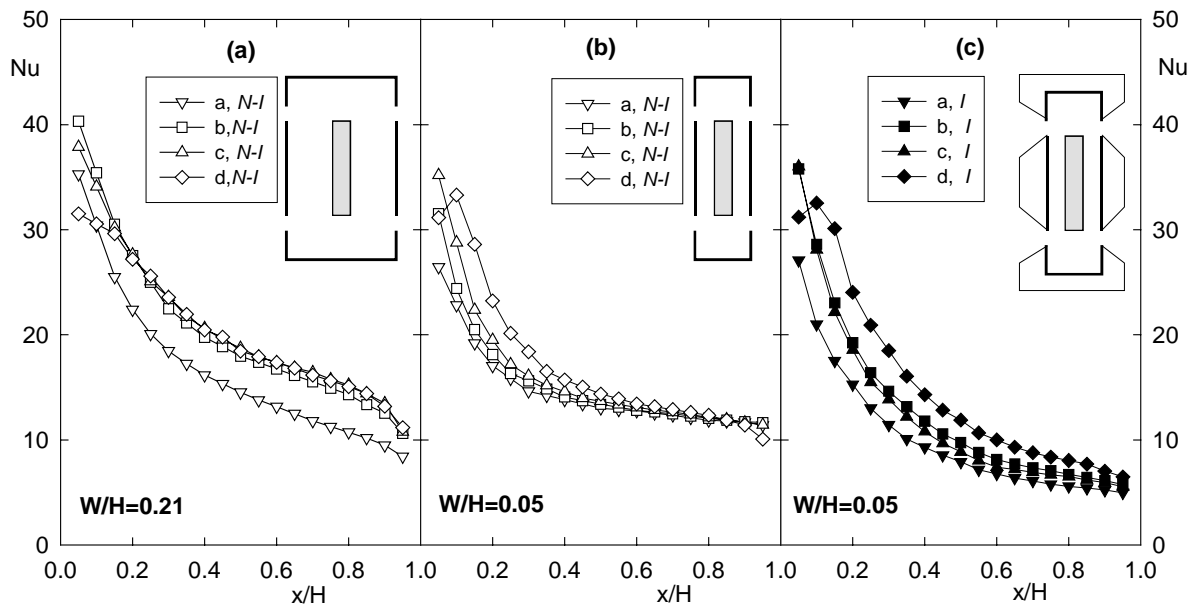 50
40
30
20
10
0
Nu
(a)
a, N-I
b,N-I
c, N-I
d,N-I
W/H=0.21
0.0 0.2 0.4 0.6 0.8
x/H
(b)
a, N-I
b, N-I
c, N-I
d, N-I
W/H=0.05
1.0 0.2 0.4 0.6 0.8
x/H
(c)
a, I
b, I
c, I
d, I
W/H=0.05
1.0 0.2 0.4 0.6 0.8 1.0
x/H
50
Nu
40
30
20
10
0